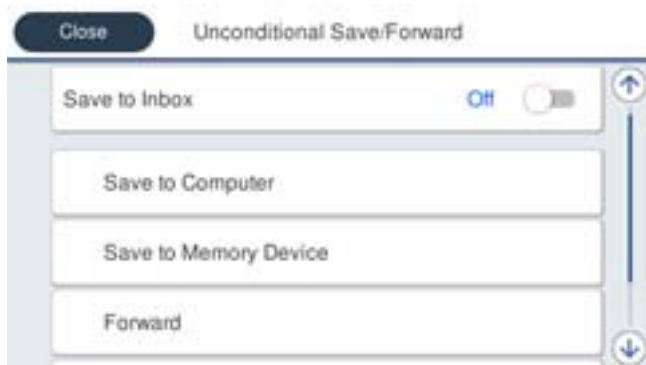 Close Unconditional Save/Forward
Save to Inbox Off
Save to Computer
Save to Memory Device
Forward